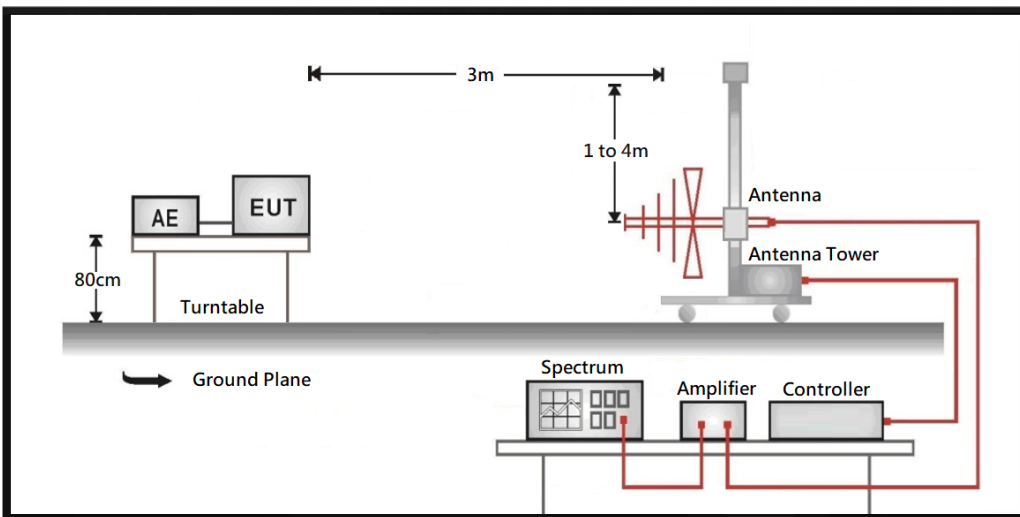 3m
1 to 4m
Antenna
AE
EUT
Antenna Tower
80cm
Turntable
Ground Plane
Spectrum
Amplifier
Controller